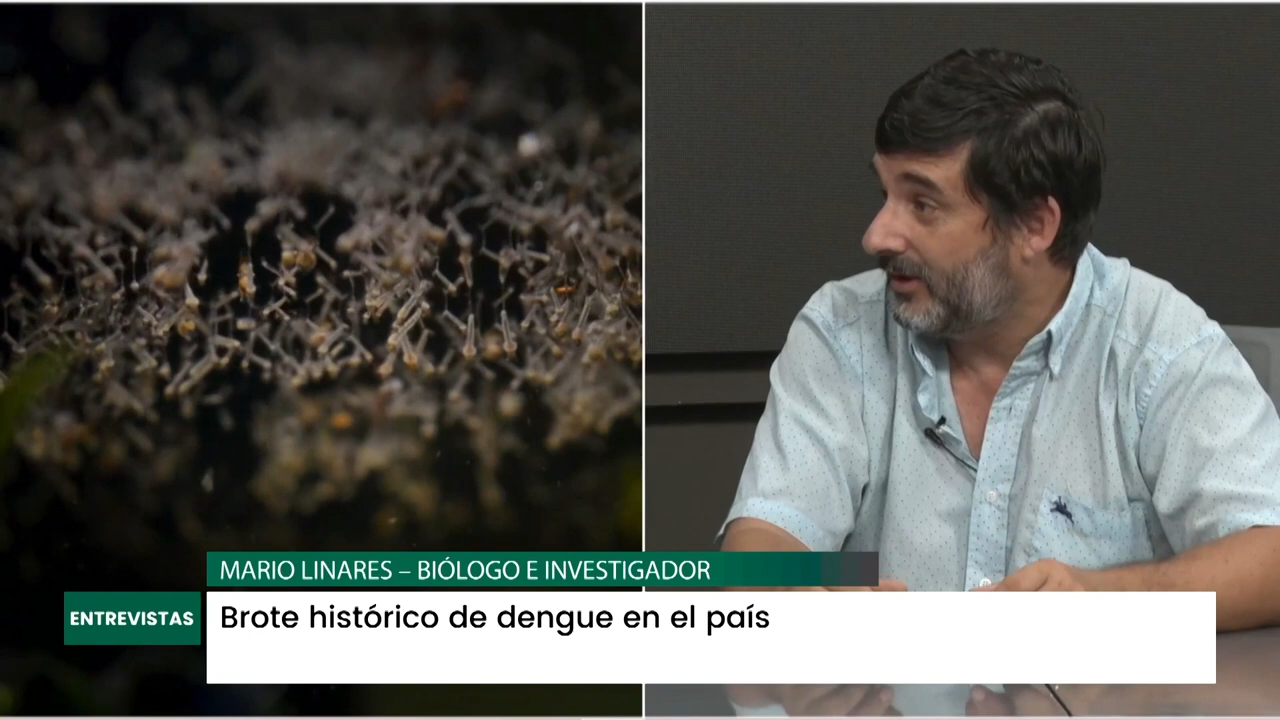 MARIO LINARES – BIÓLOGO E INVESTIGADOR
ENTREVISTAS
Brote histórico de dengue en el país